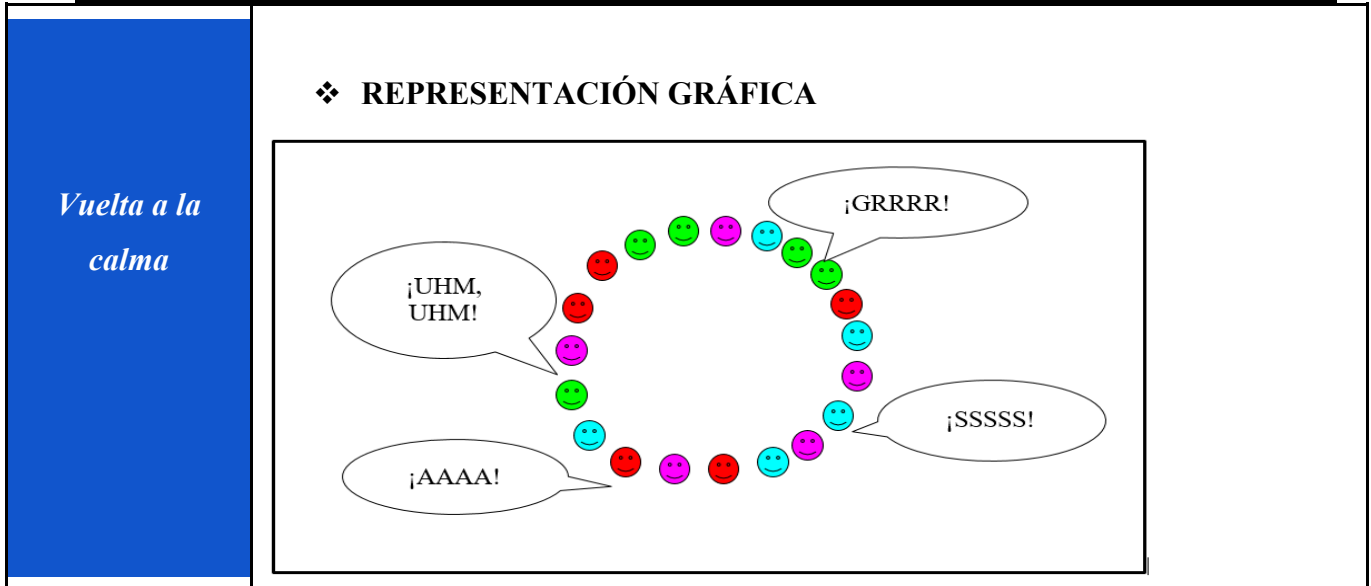 Vuelta a la
calma
❖ REPRESENTACIÓN GRÁFICA
¡GRRRR!
¡UHM,
UHM!
¡SSSSS!
¡AAAA!